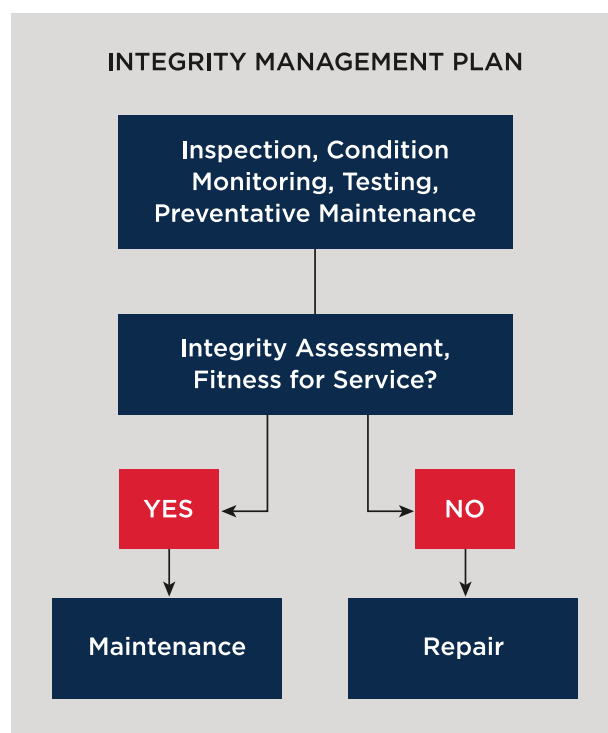 INTEGRITY MANAGEMENT PLAN
Inspection, Condition
Monitoring, Testing,
Preventative Maintenance
Integrity Assessment,
Fitness for Service?
YES
NO
Maintenance
Repair